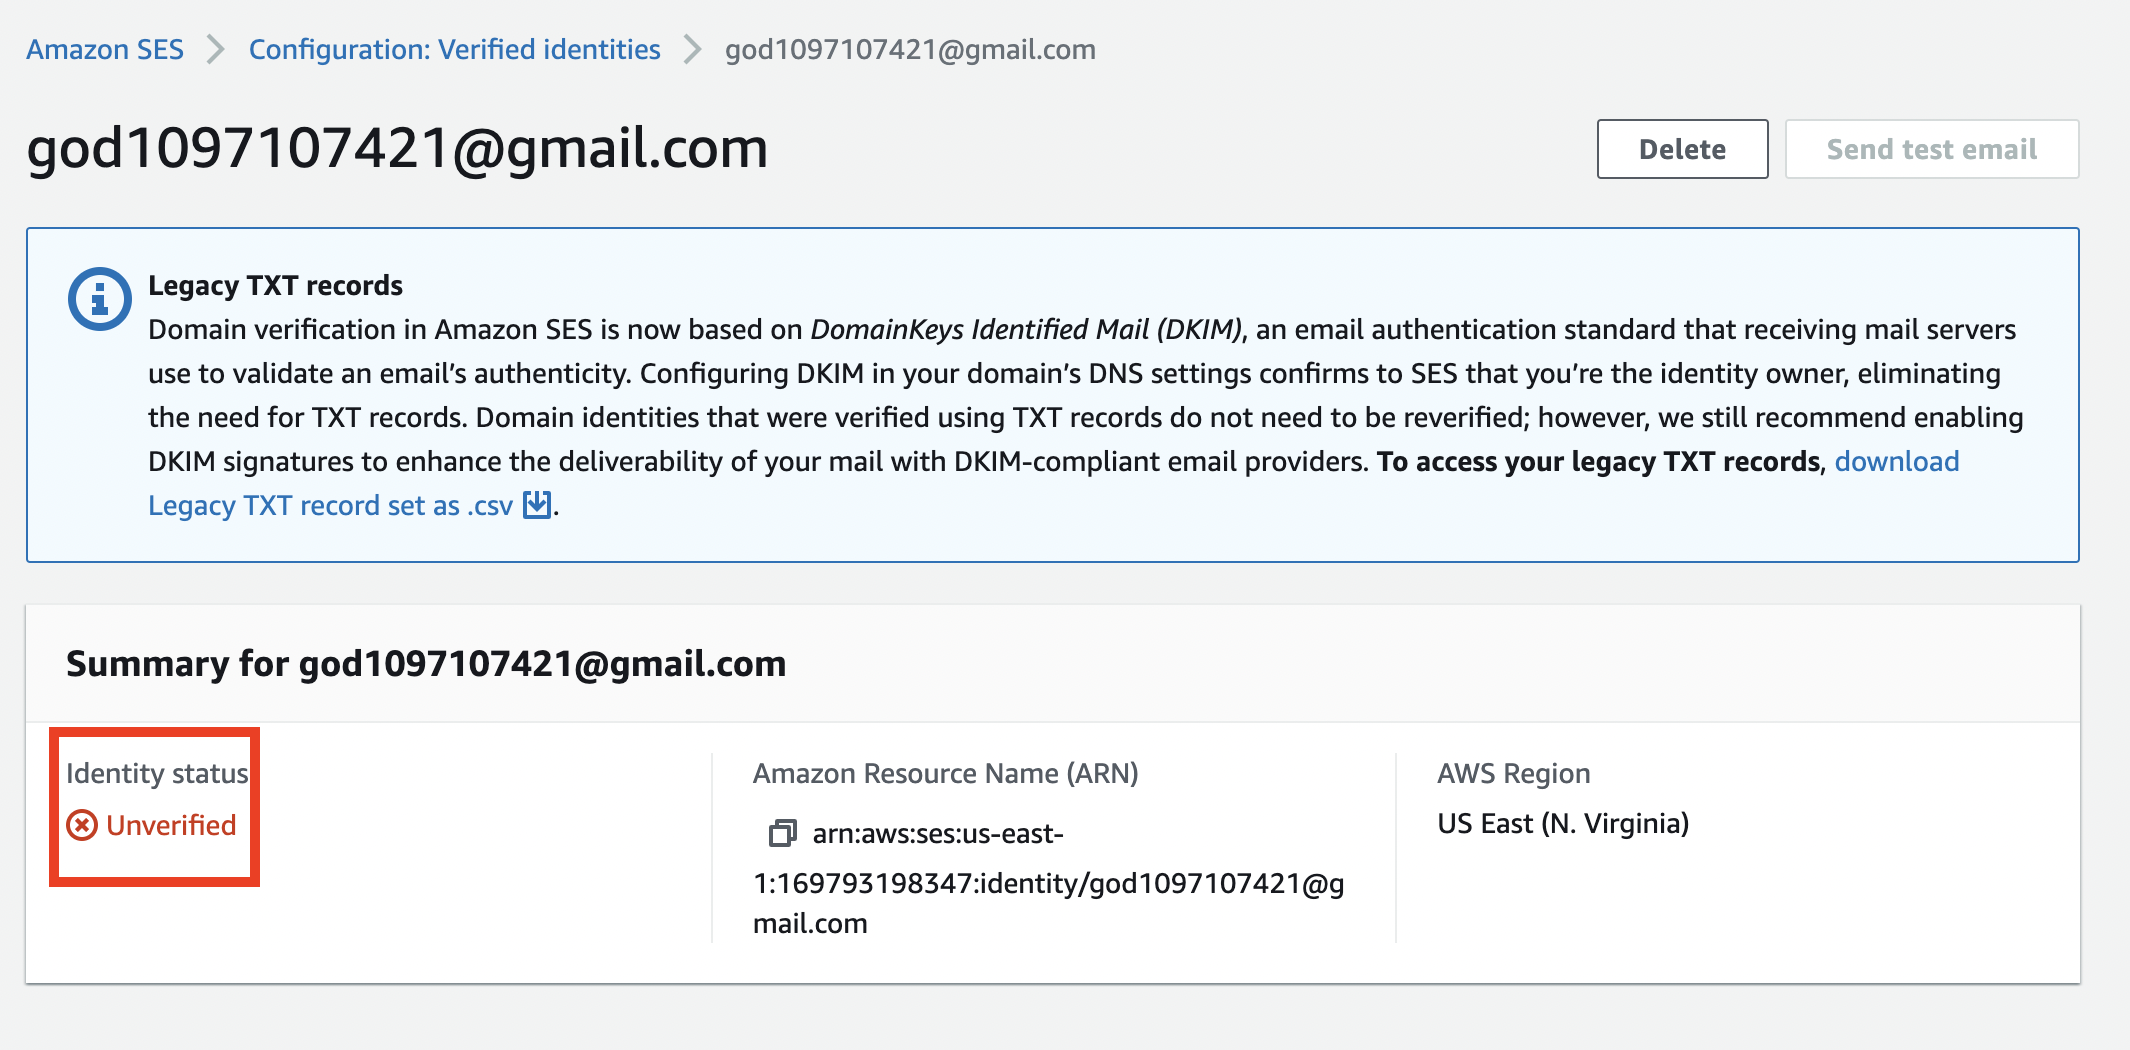 Amazon SES
Configuration: Verified identities
god1097107421@gmail.com
god1097107421@gmail.com
Delete
Send test email
Legacy TXT records
Domain verification in Amazon SES is now based on DomainKeys Identified Mail (DKIM), an email authentication standard that receiving mail servers
use to validate an email’s authenticity. Configuring DKIM in your domain’s DNS settings confirms to SES that you’re the identity owner, eliminating
the need for TXT records. Domain identities that were verified using TXT records do not need to be reverified; however, we still recommend enabling
DKIM signatures to enhance the deliverability of your mail with DKIM-compliant email providers. To access your legacy TXT records, download
Legacy TXT record set as .csv.
Summary for god1097107421@gmail.com
Identity status
Unverified
Amazon Resource Name (ARN)
arn:aws:ses:us-east-
1:169793198347:identity/god1097107421@g
mail.com
AWS Region
US East (N. Virginia)